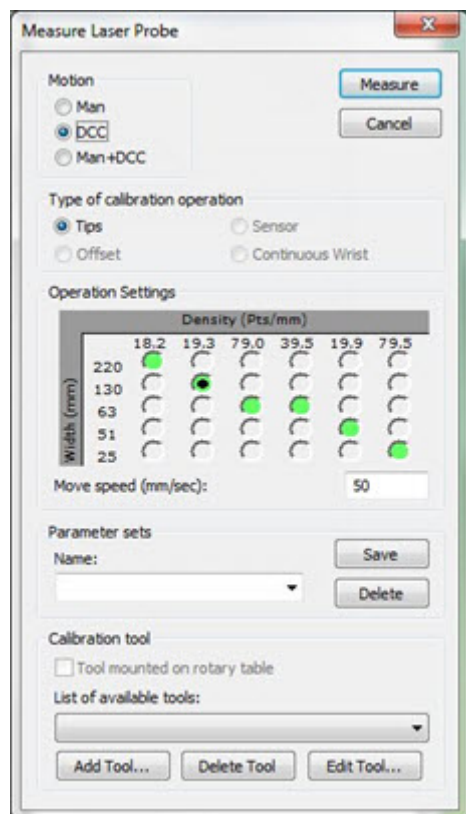 Measure Laser Probe
Motion
Man
DCC
Man+DCC
Measure
Cancel
Type of calibration operation
Tips
Sensor
Offset
Continuous Wrist
Operation Settings
Density (Pts/mm)
18.2 19.3 79.0 39.5 19.9 79.5
Width (mm)
220
130
63
51
25
Move speed (mm/sec):
50
Parameter sets
Name:
Save
Delete
Calibration tool
Tool mounted on rotary table
List of available tools:
Add Tool...
Delete Tool
Edit Tool...